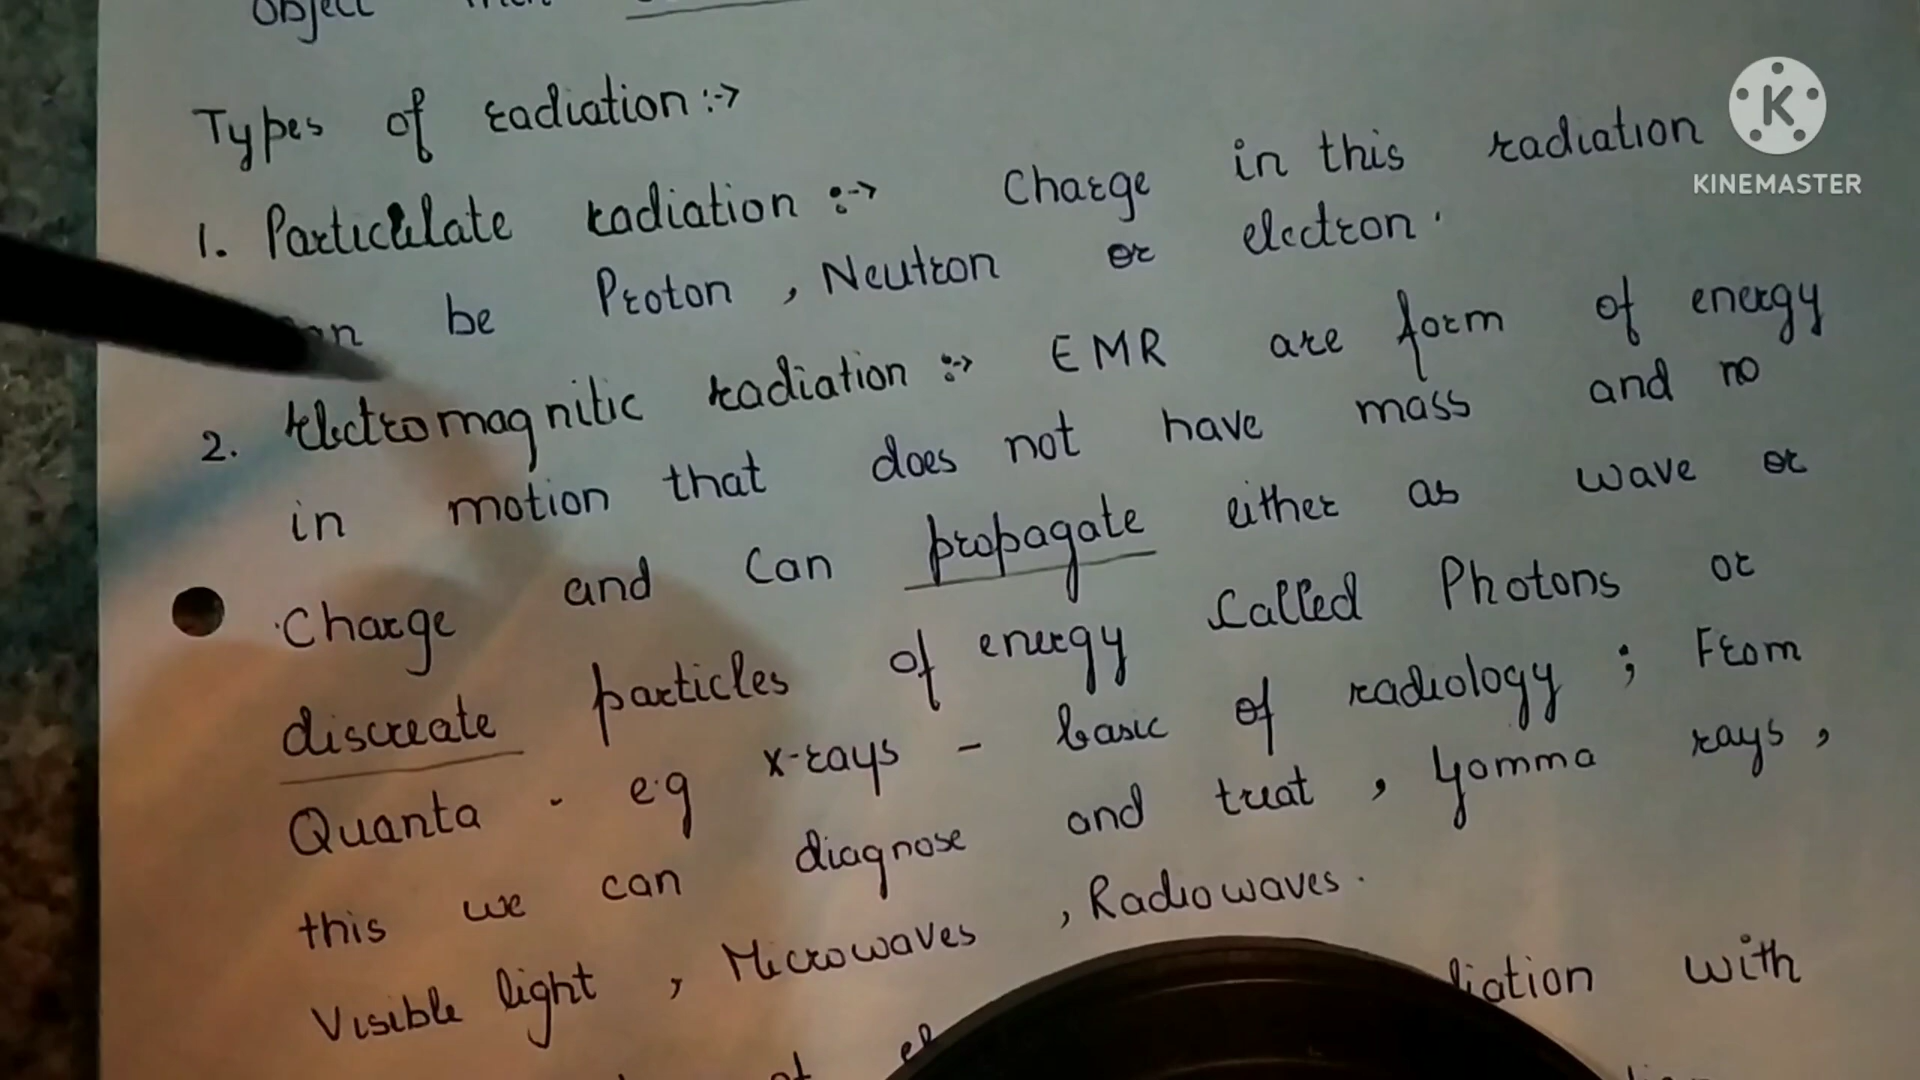 object
Types of radiation :->
1. Particulate radiation :-> Charge in this radiation
be Proton , Neutron or electron.
2. Electromagnitic radiation :-> EMR are form of energy
in motion that does not have mass and no
Charge and can propagate either as wave or
discreate particles of energy called Photons or
Quanta - e.g x-rays - basic of radiology ; From
this we can diagnose and treat , Gomma rays ,
Visible light , Microwaves , Radiowaves.
with
KINEMASTER